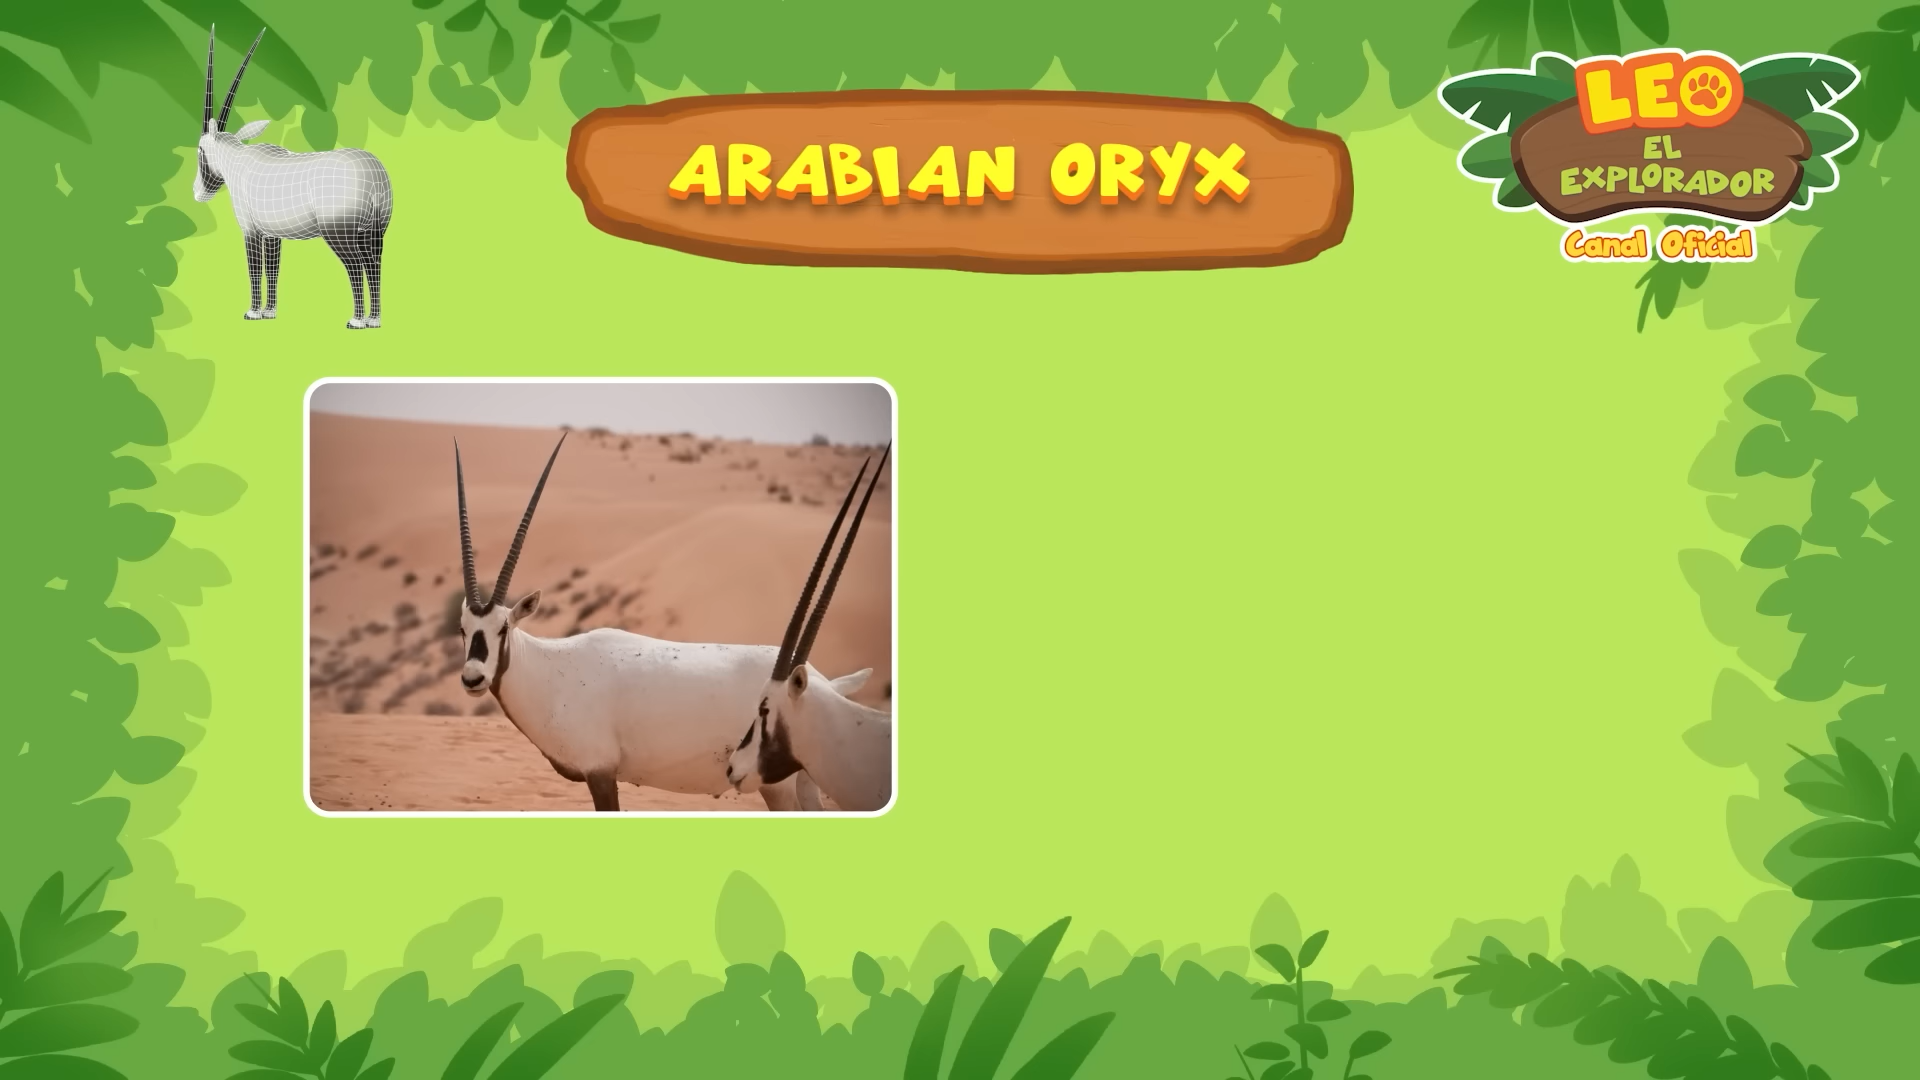 ARABIAN ORYX
LEO
EL
EXPLORADOR
Canal Oficial